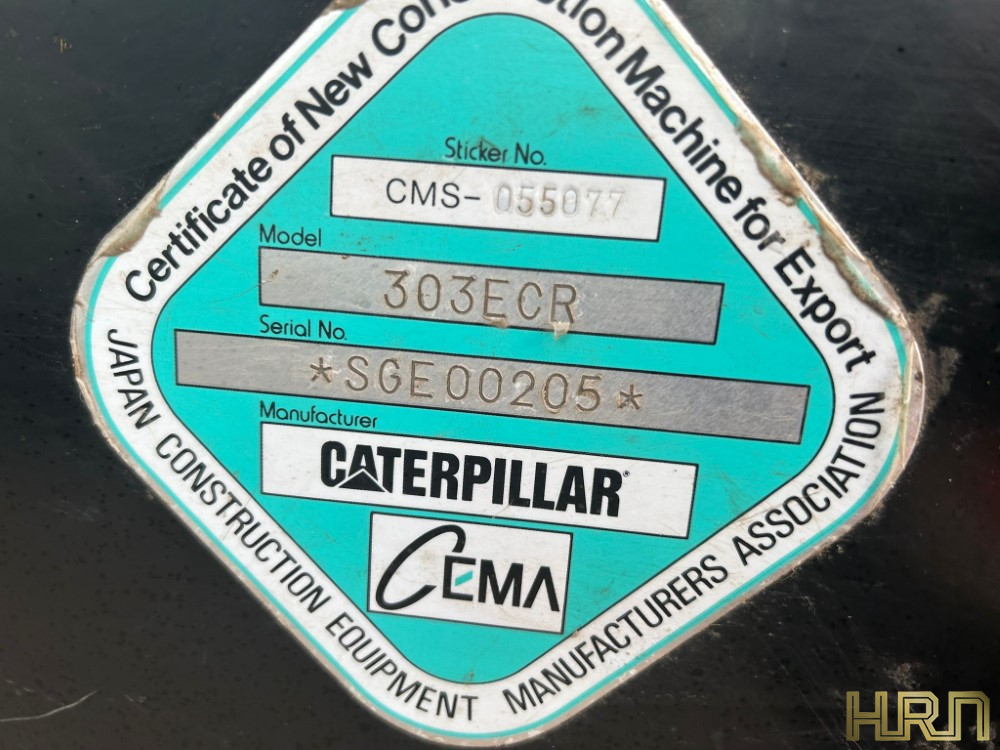 Certificate of New Construction Machine for Export
Sticker No.
CMS-055077
Model
303ECR
Serial No.
*SGE00205*
Manufacturer
CATERPILLAR
CEMA
JAPAN CONSTRUCTION EQUIPMENT MANUFACTURERS ASSOCIATION
HRN